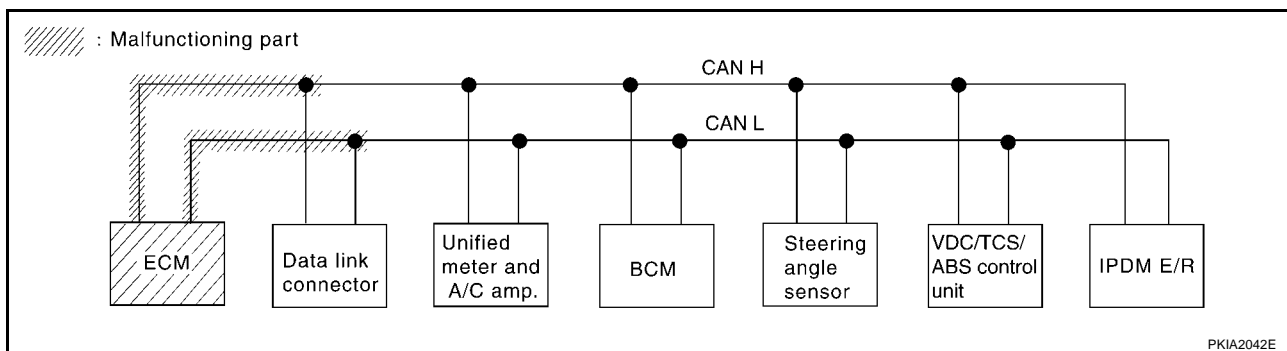 : Malfunctioning part
CAN H
CAN L
ECM
Data link
connector
Unified
meter and
A/C amp.
BCM
Steering
angle
sensor
VDC/TCS/
ABS control
unit
IPDM E/R
PKIA2042E